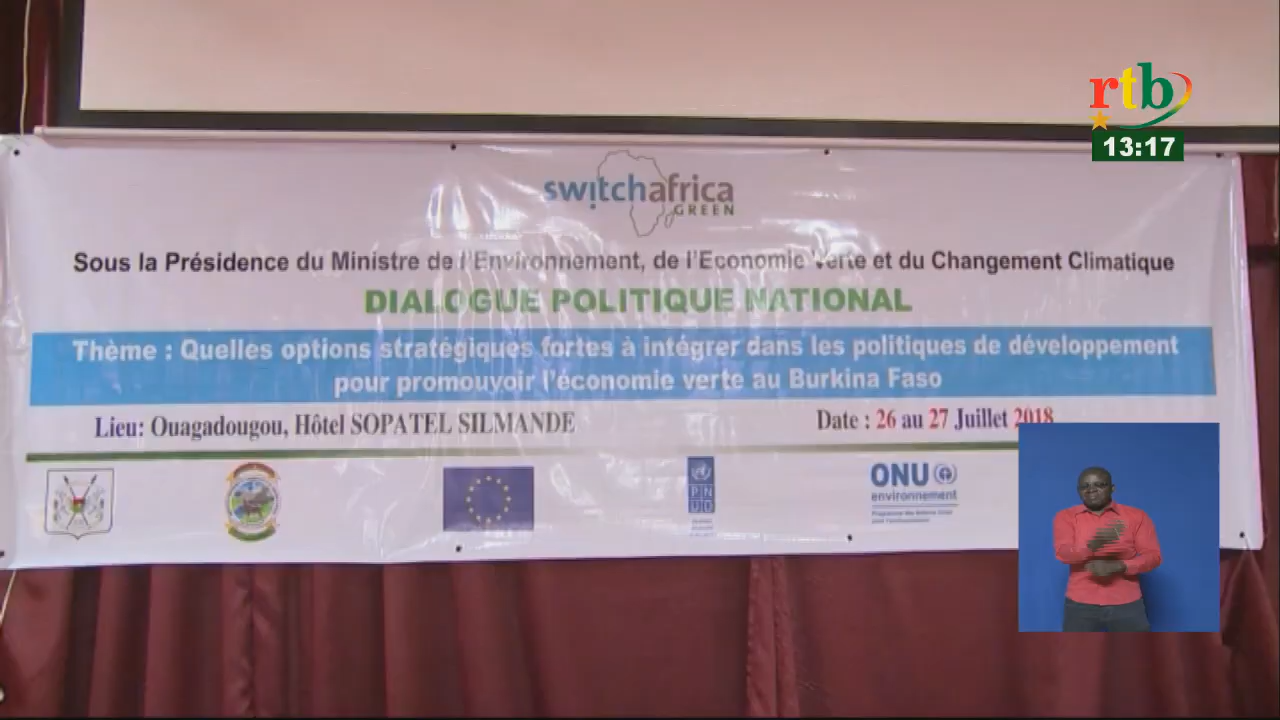 rtb
13:17
switchafrica
GREEN
Sous la Présidence du Ministre de l'Environnement, de l'Economie Verte et du Changement Climatique
DIALOGUE POLITIQUE NATIONAL
Thème : Quelles options stratégiques fortes à intégrer dans les politiques de développement
pour promouvoir l'économie verte au Burkina Faso
Lieu: Ouagadougou, Hôtel SOPATEL SILMANDE
Date : 26 au 27 Juillet 2018
PN
UD
ONU
environnement